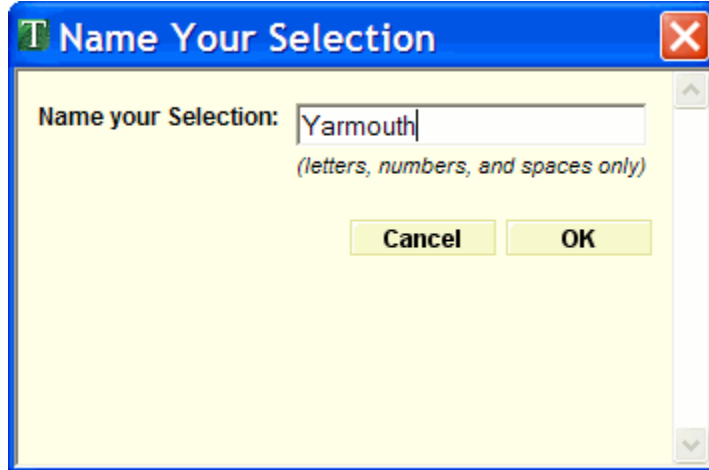 T Name Your Selection
Name your Selection: Yarmouth
(letters, numbers, and spaces only)
Cancel OK